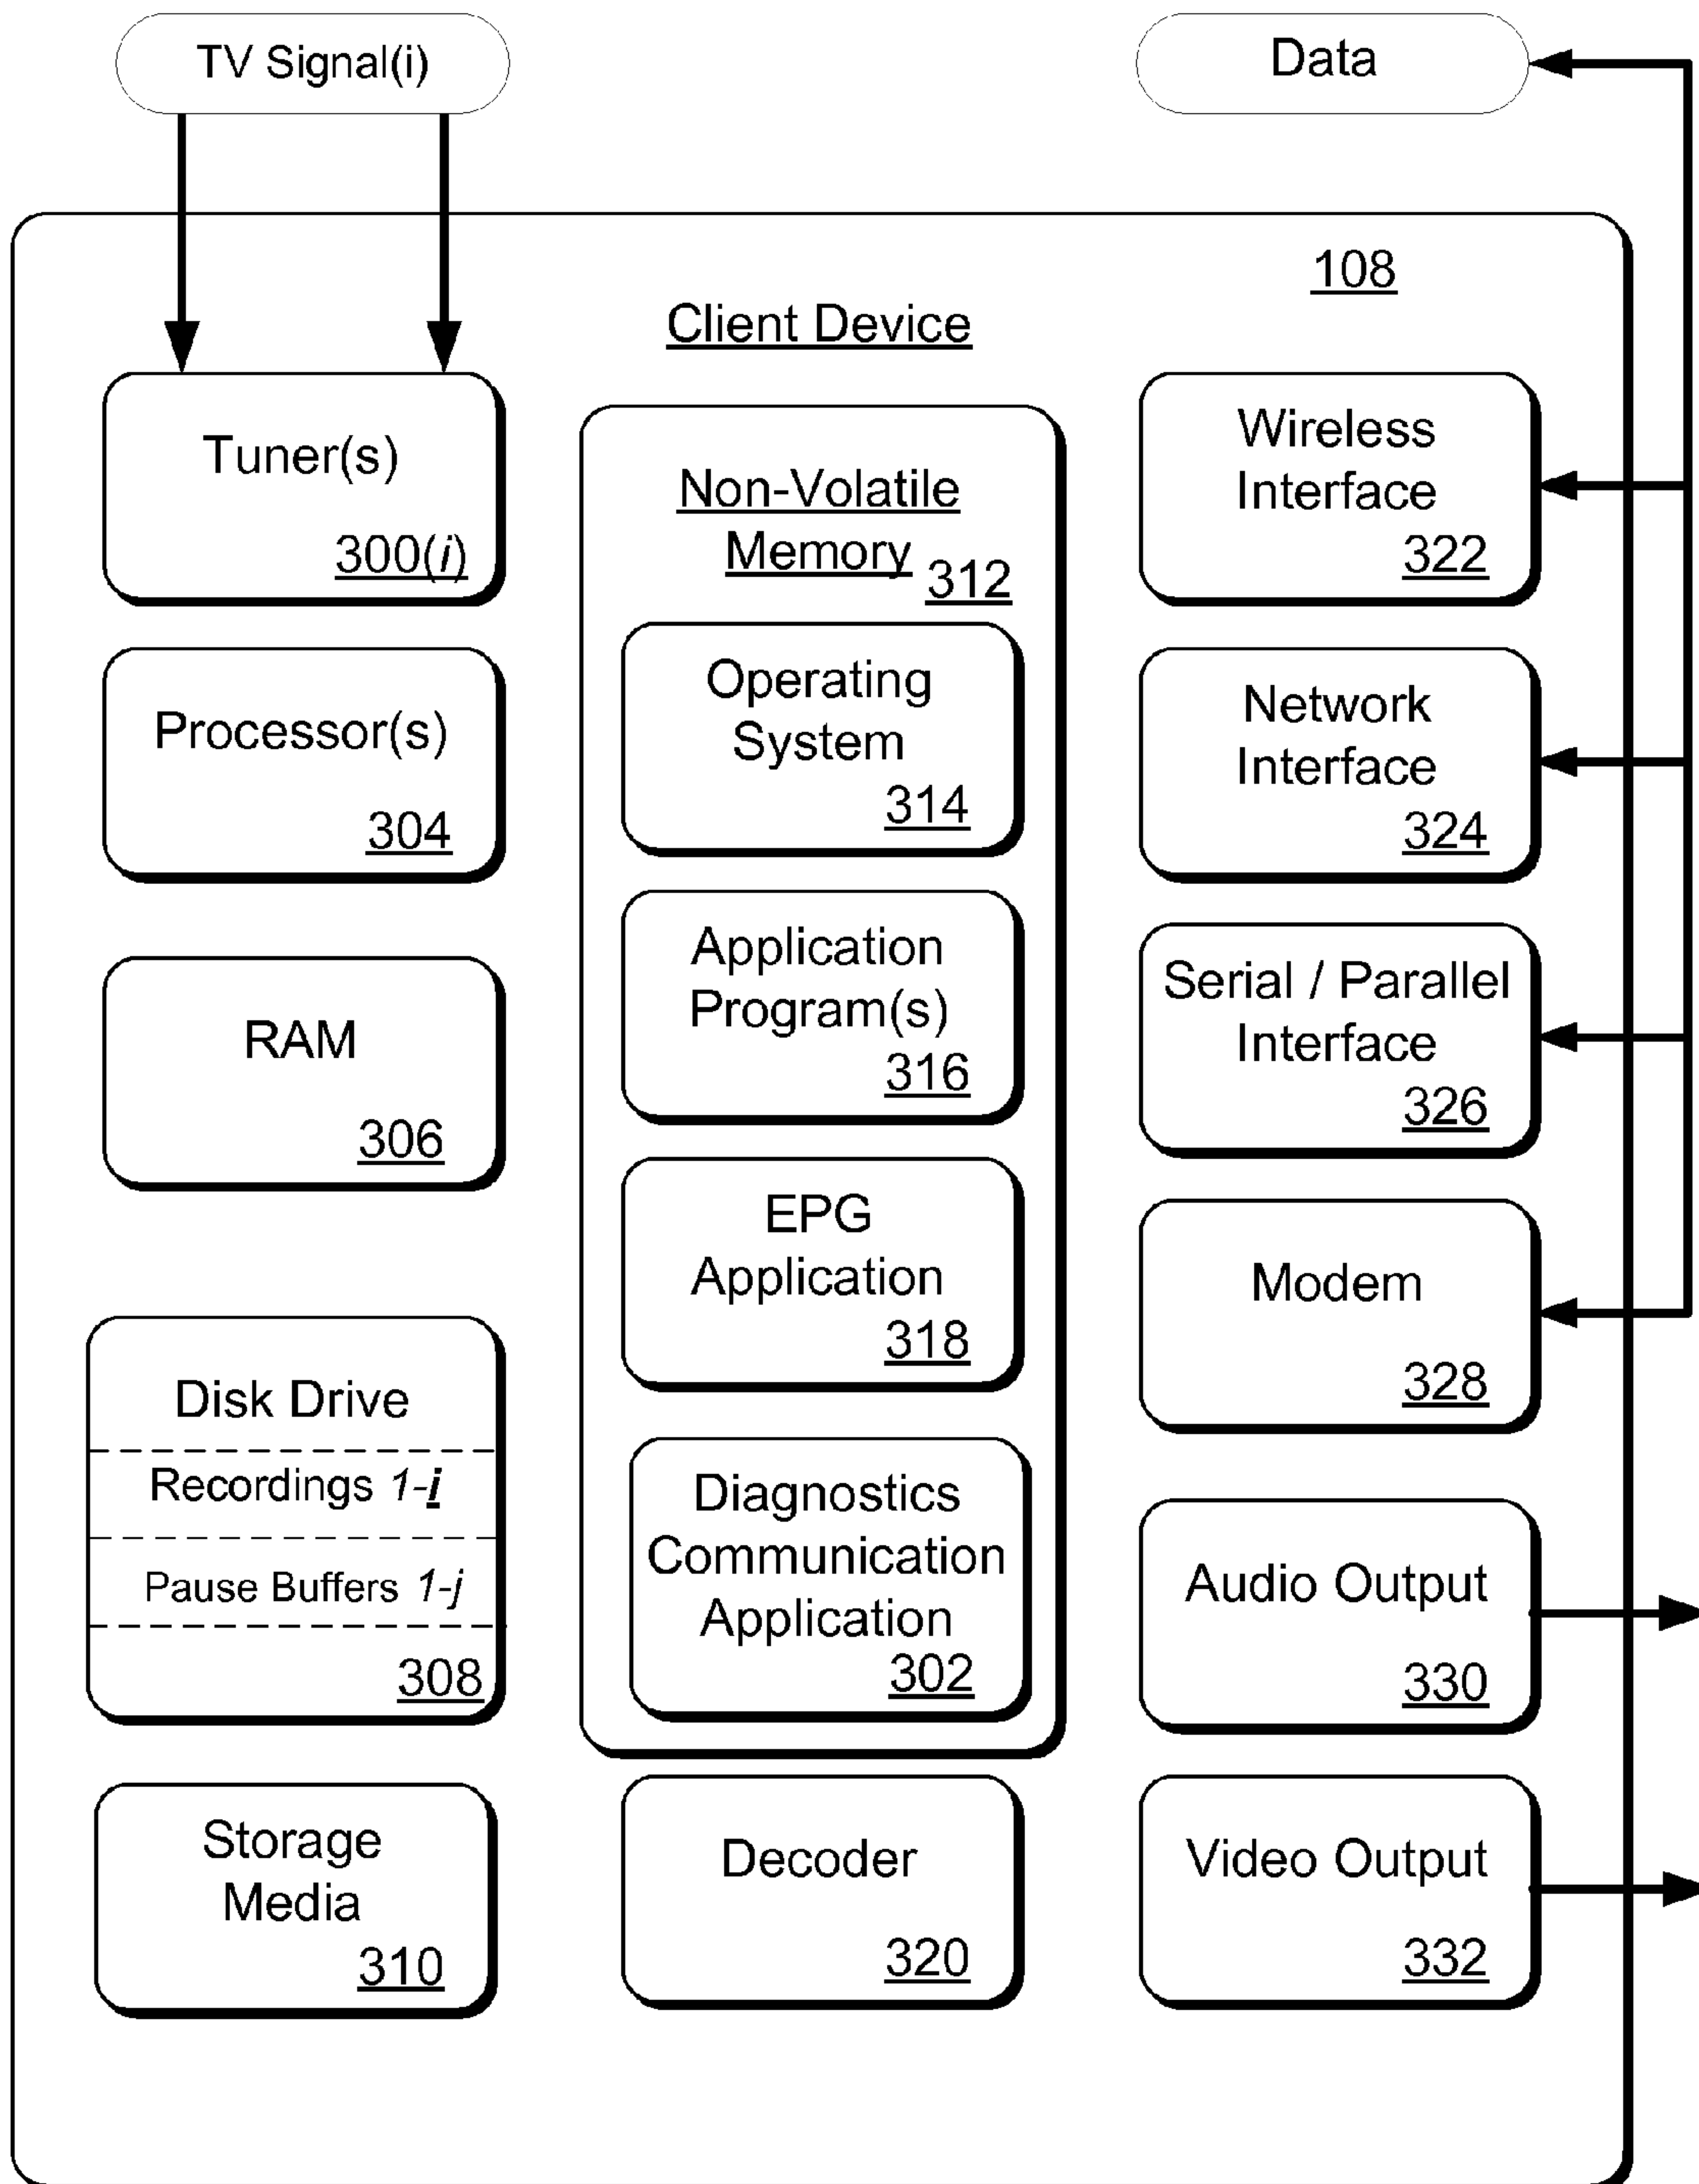 TV Signal(i)
Data
108
Client Device
Tuner(s)
300(i)
Processor(s)
304
RAM
306
Disk Drive
Recordings 1-i
Pause Buffers 1-j
308
Storage
Media
310
Non-Volatile
Memory
312
Operating
System
314
Application
Program(s)
316
EPG
Application
318
Diagnostics
Communication
Application
302
Decoder
320
Wireless
Interface
322
Network
Interface
324
Serial / Parallel
Interface
326
Modem
328
Audio Output
330
Video Output
332